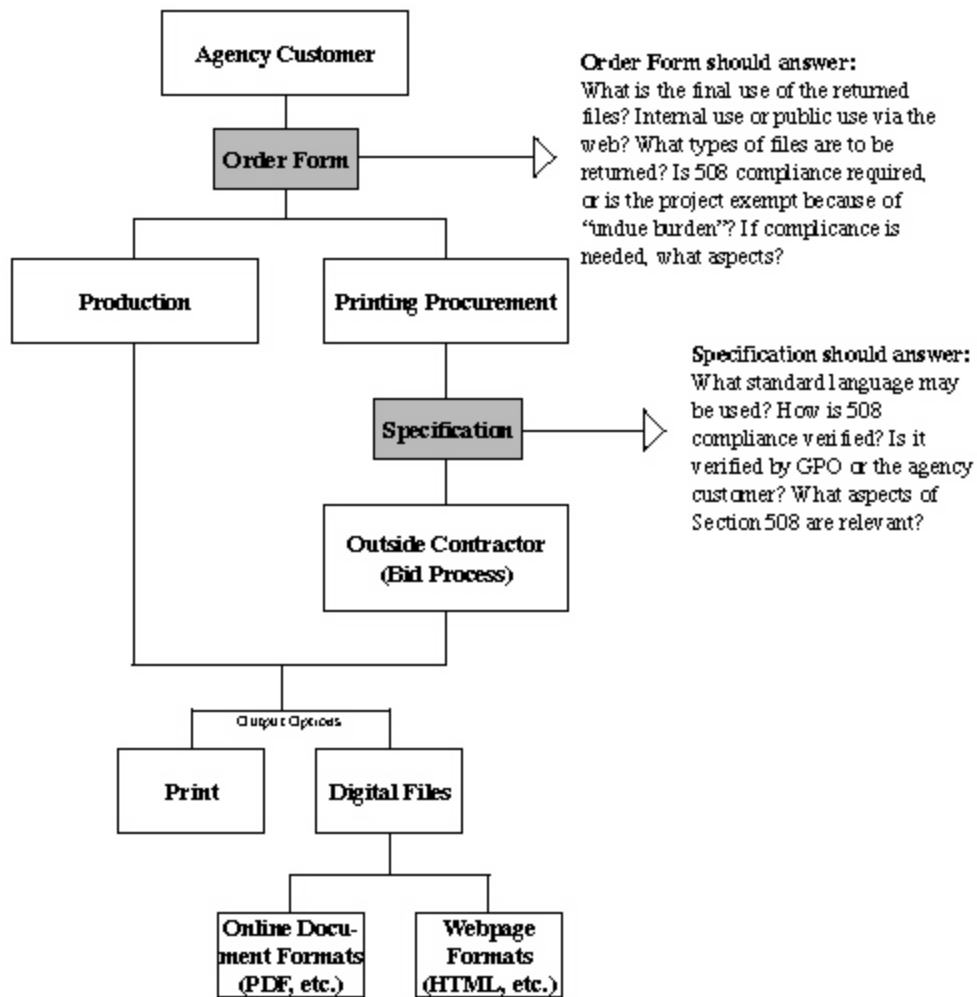 Agency Customer
Order Form should answer:
What is the final use of the returned
files? Internal use or public use via the
web? What types of files are to be
returned? Is 508 compliance required,
or is the project exempt because of
“undue burden”? If complicance is
needed, what aspects?
Order Form
Production
Printing Procurement
Specification should answer:
What standard language may
be used? How is 508
compliance verified? Is it
verified by GPO or the agency
customer? What aspects of
Section 508 are relevant?
Specification
Outside Contractor
(Bid Process)
Output Options
Print
Digital Files
Online Docu-
ment Formats
(PDF, etc.)
Webpage
Formats
(HTML, etc.)